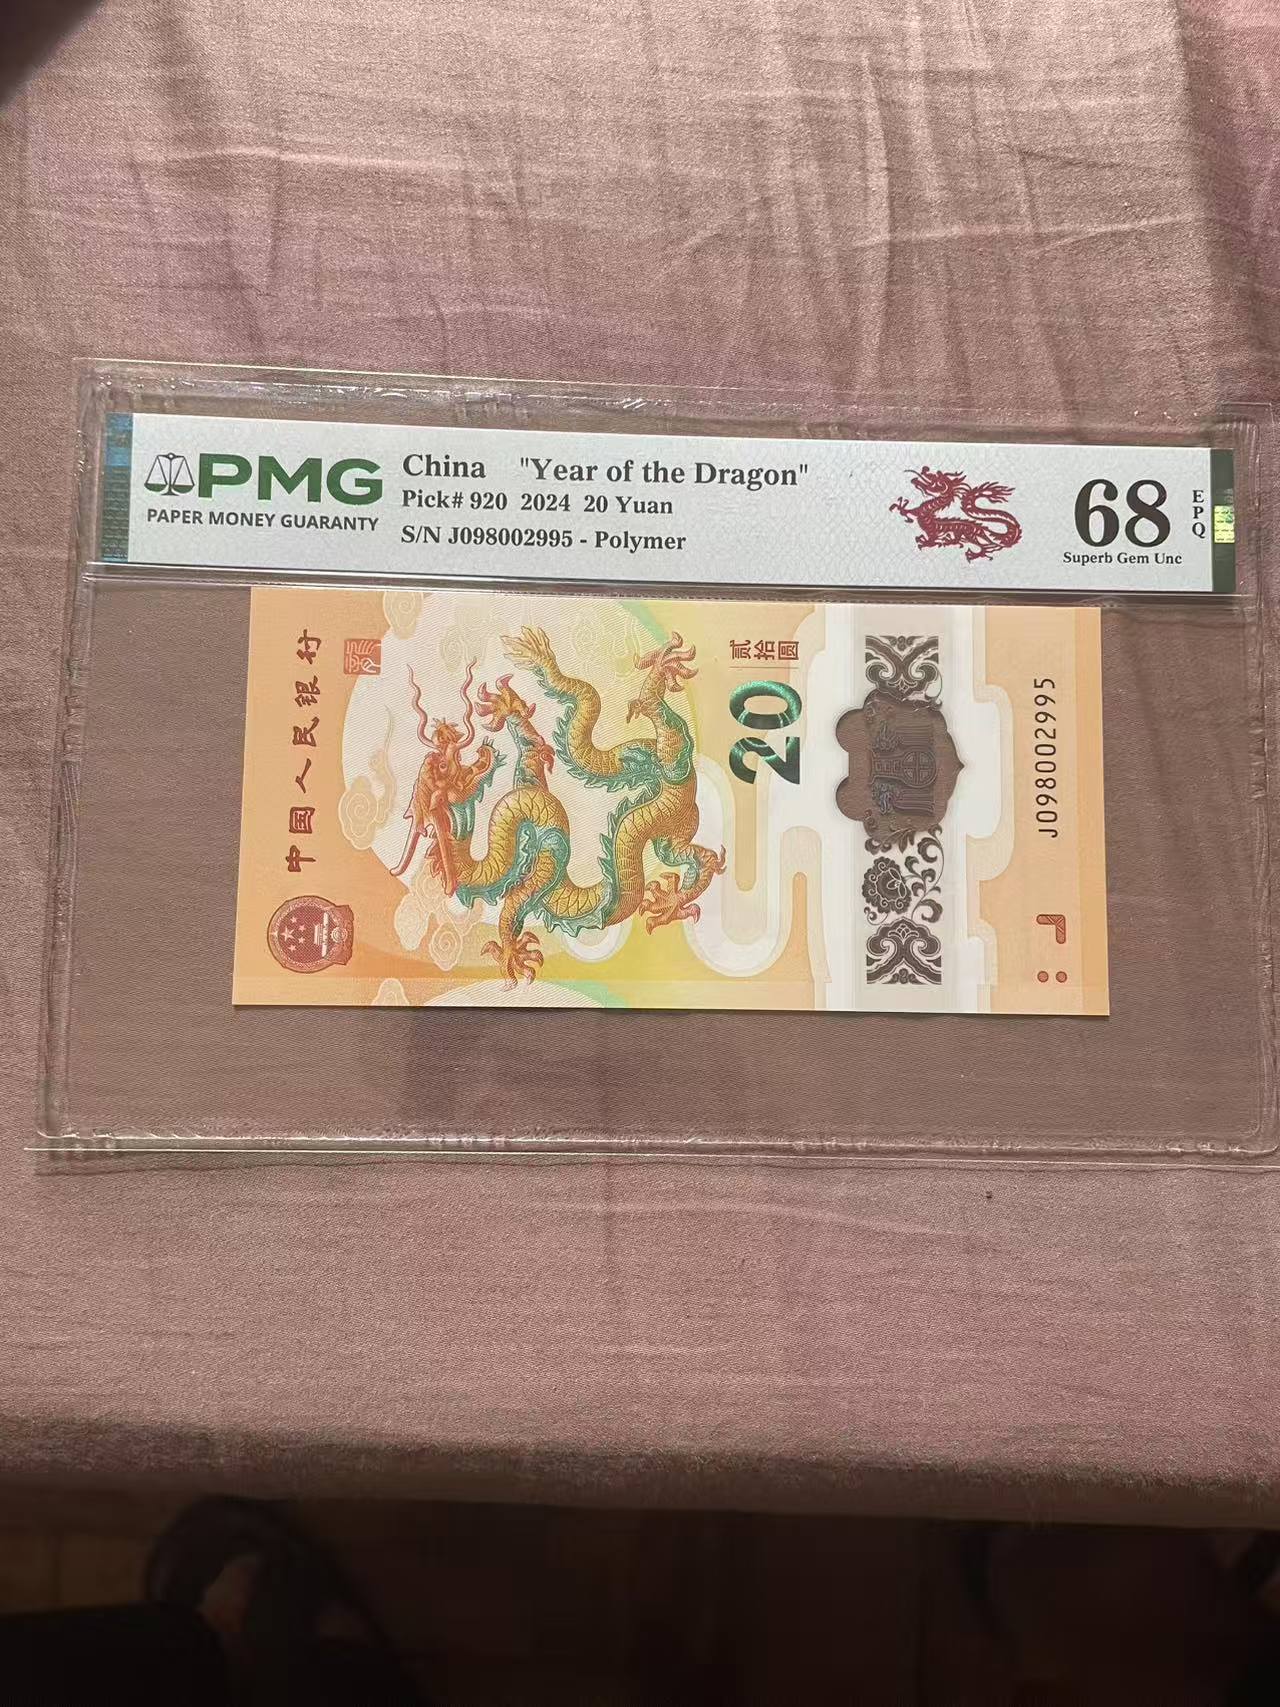 PMG
PAPER MONEY GUARANTY
China "Year of the Dragon"
Pick# 920 2024 20 Yuan
S/N J098002995 - Polymer
68
EPQ
Superb Gem Unc
中国人民银行
贰拾圆
20
J098002995